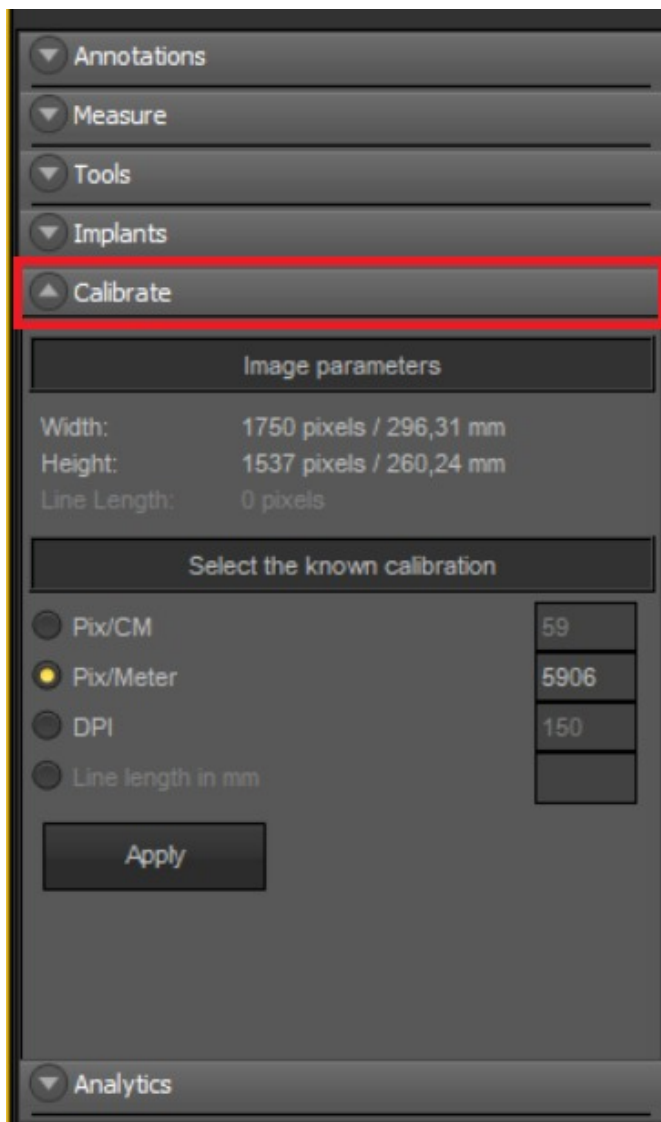 Annotations
Measure
Tools
Implants
Calibrate
Image parameters
Width: 1750 pixels / 296,31 mm
Height: 1537 pixels / 260,24 mm
Line Length: 0 pixels
Select the known calibration
Pix/CM 59
Pix/Meter 5906
DPI 150
Line length in mm
Apply
Analytics